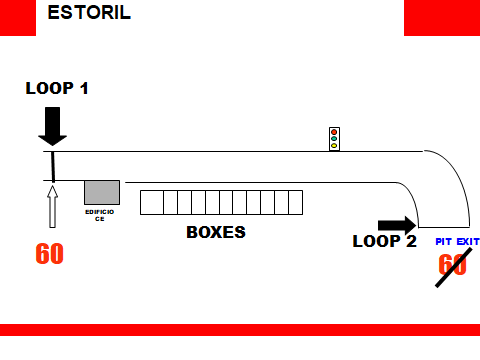 ESTORIL
LOOP 1
EDIFICIO
CE
BOXES
60
LOOP 2
PIT EXIT
60